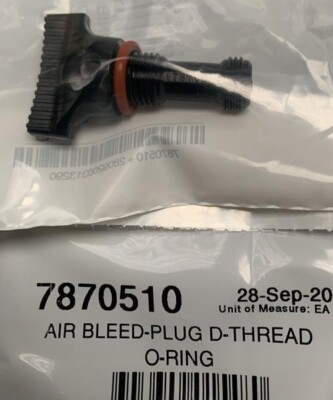 7870510
28-Sep-20
Unit of Measure: EA
AIR BLEED-PLUG D-THREAD
O-RING